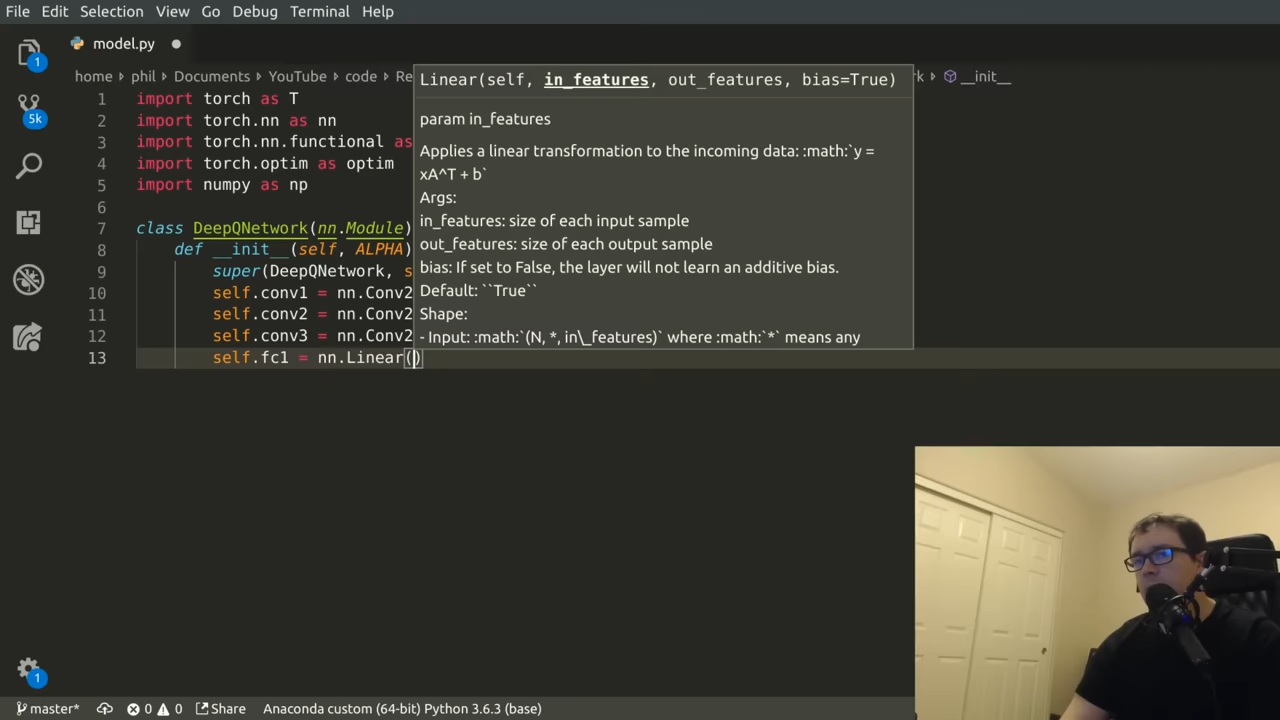 File Edit Selection View Go Debug Terminal Help
model.py
home phil Documents YouTube code Re rk __init__
1 import torch as T
2 import torch.nn as nn
3 import torch.nn.functional as
4 import torch.optim as optim
5 import numpy as np
6
7 class DeepQNetwork(nn.Module)
8 def __init__(self, ALPHA)
9 super(DeepQNetwork, s
10 self.conv1 = nn.Conv2
11 self.conv2 = nn.Conv2
12 self.conv3 = nn.Conv2
13 self.fc1 = nn.Linear()
Linear(self, in_features, out_features, bias=True)
param in_features
Applies a linear transformation to the incoming data: :math:`y =
xA^T + b`
Args:
in_features: size of each input sample
out_features: size of each output sample
bias: If set to False, the layer will not learn an additive bias.
Default: ``True``
Shape:
- Input: :math:`(N, *, in\_features)` where :math:`*` means any
1
5k
1
master* 0 0 Share Anaconda custom (64-bit) Python 3.6.3 (base)